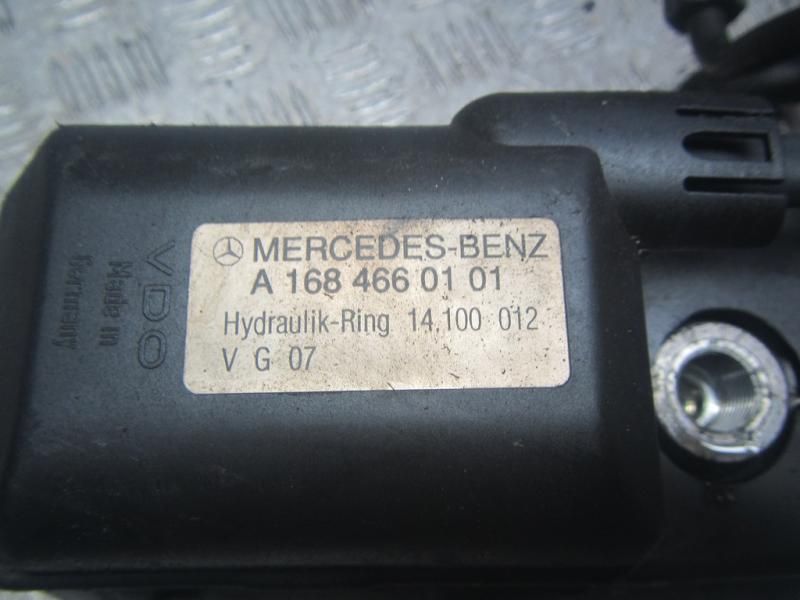 MERCEDES-BENZ
A 168 466 01 01
Hydraulik-Ring 14.100 012
V G 07
VDO
Made in
Germany